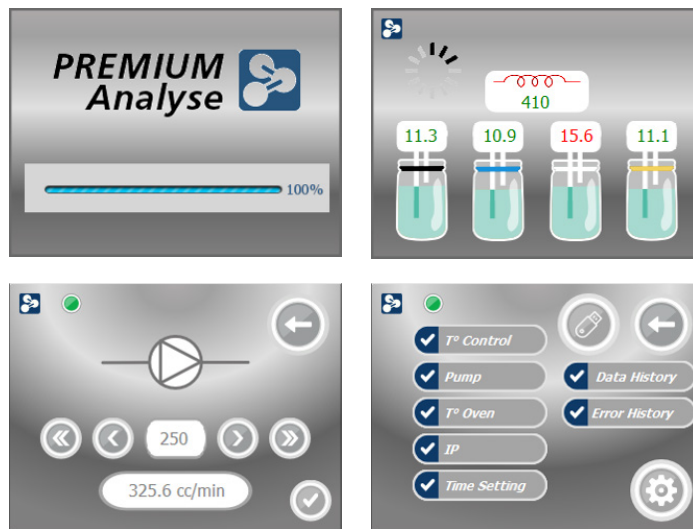 PREMIUM
Analyse
100%
410
11.3 10.9 15.6 11.1
250
325.6 cc/min
T° Control
Pump
Data History
T° Oven
Error History
IP
Time Setting